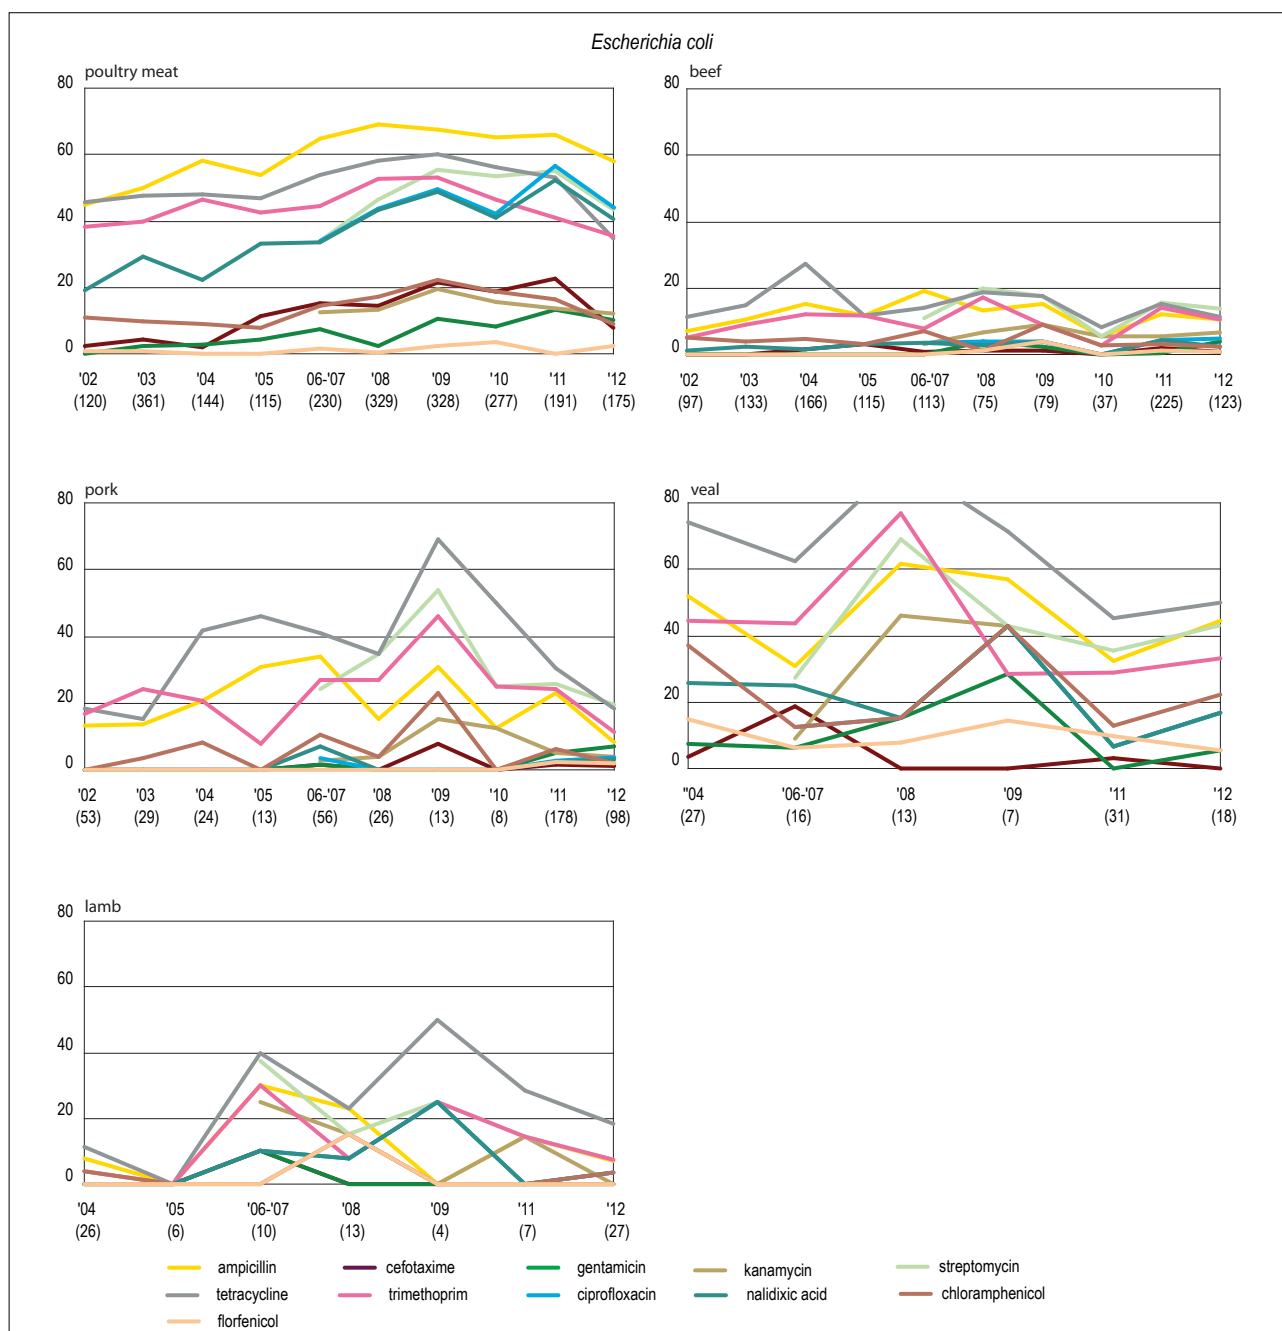 Escherichia coli
poultry meat
80
60
40
20
0
'02 '03 '04 '05 06-'07 '08 '09 '10 '11 '12
(120) (361) (144) (115) (230) (329) (328) (277) (191) (175)
beef
80
60
40
20
0
'02 '03 '04 '05 06-'07 '08 '09 '10 '11 '12
(97) (133) (166) (115) (113) (75) (79) (37) (225) (123)
pork
80
60
40
20
0
'02 '03 '04 '05 06-'07 '08 '09 '10 '11 '12
(53) (29) (24) (13) (56) (26) (13) (8) (178) (98)
veal
80
60
40
20
0
"04 '06-'07 '08 '09 '11 '12
(27) (16) (13) (7) (31) (18)
lamb
80
60
40
20
0
'04 '05 '06-'07 '08 '09 '11 '12
(26) (6) (10) (13) (4) (7) (27)
ampicillin cefotaxime gentamicin kanamycin streptomycin
tetracycline trimethoprim ciprofloxacin nalidixic acid chloramphenicol
florfenicol